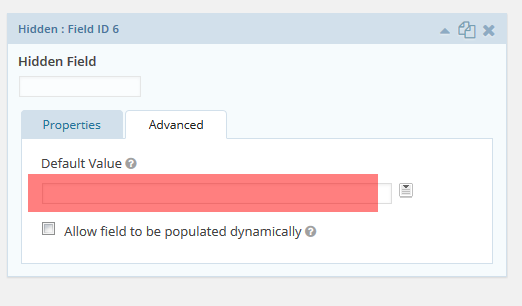 Hidden : Field ID 6
Hidden Field
Properties Advanced
Default Value ?
Allow field to be populated dynamically ?